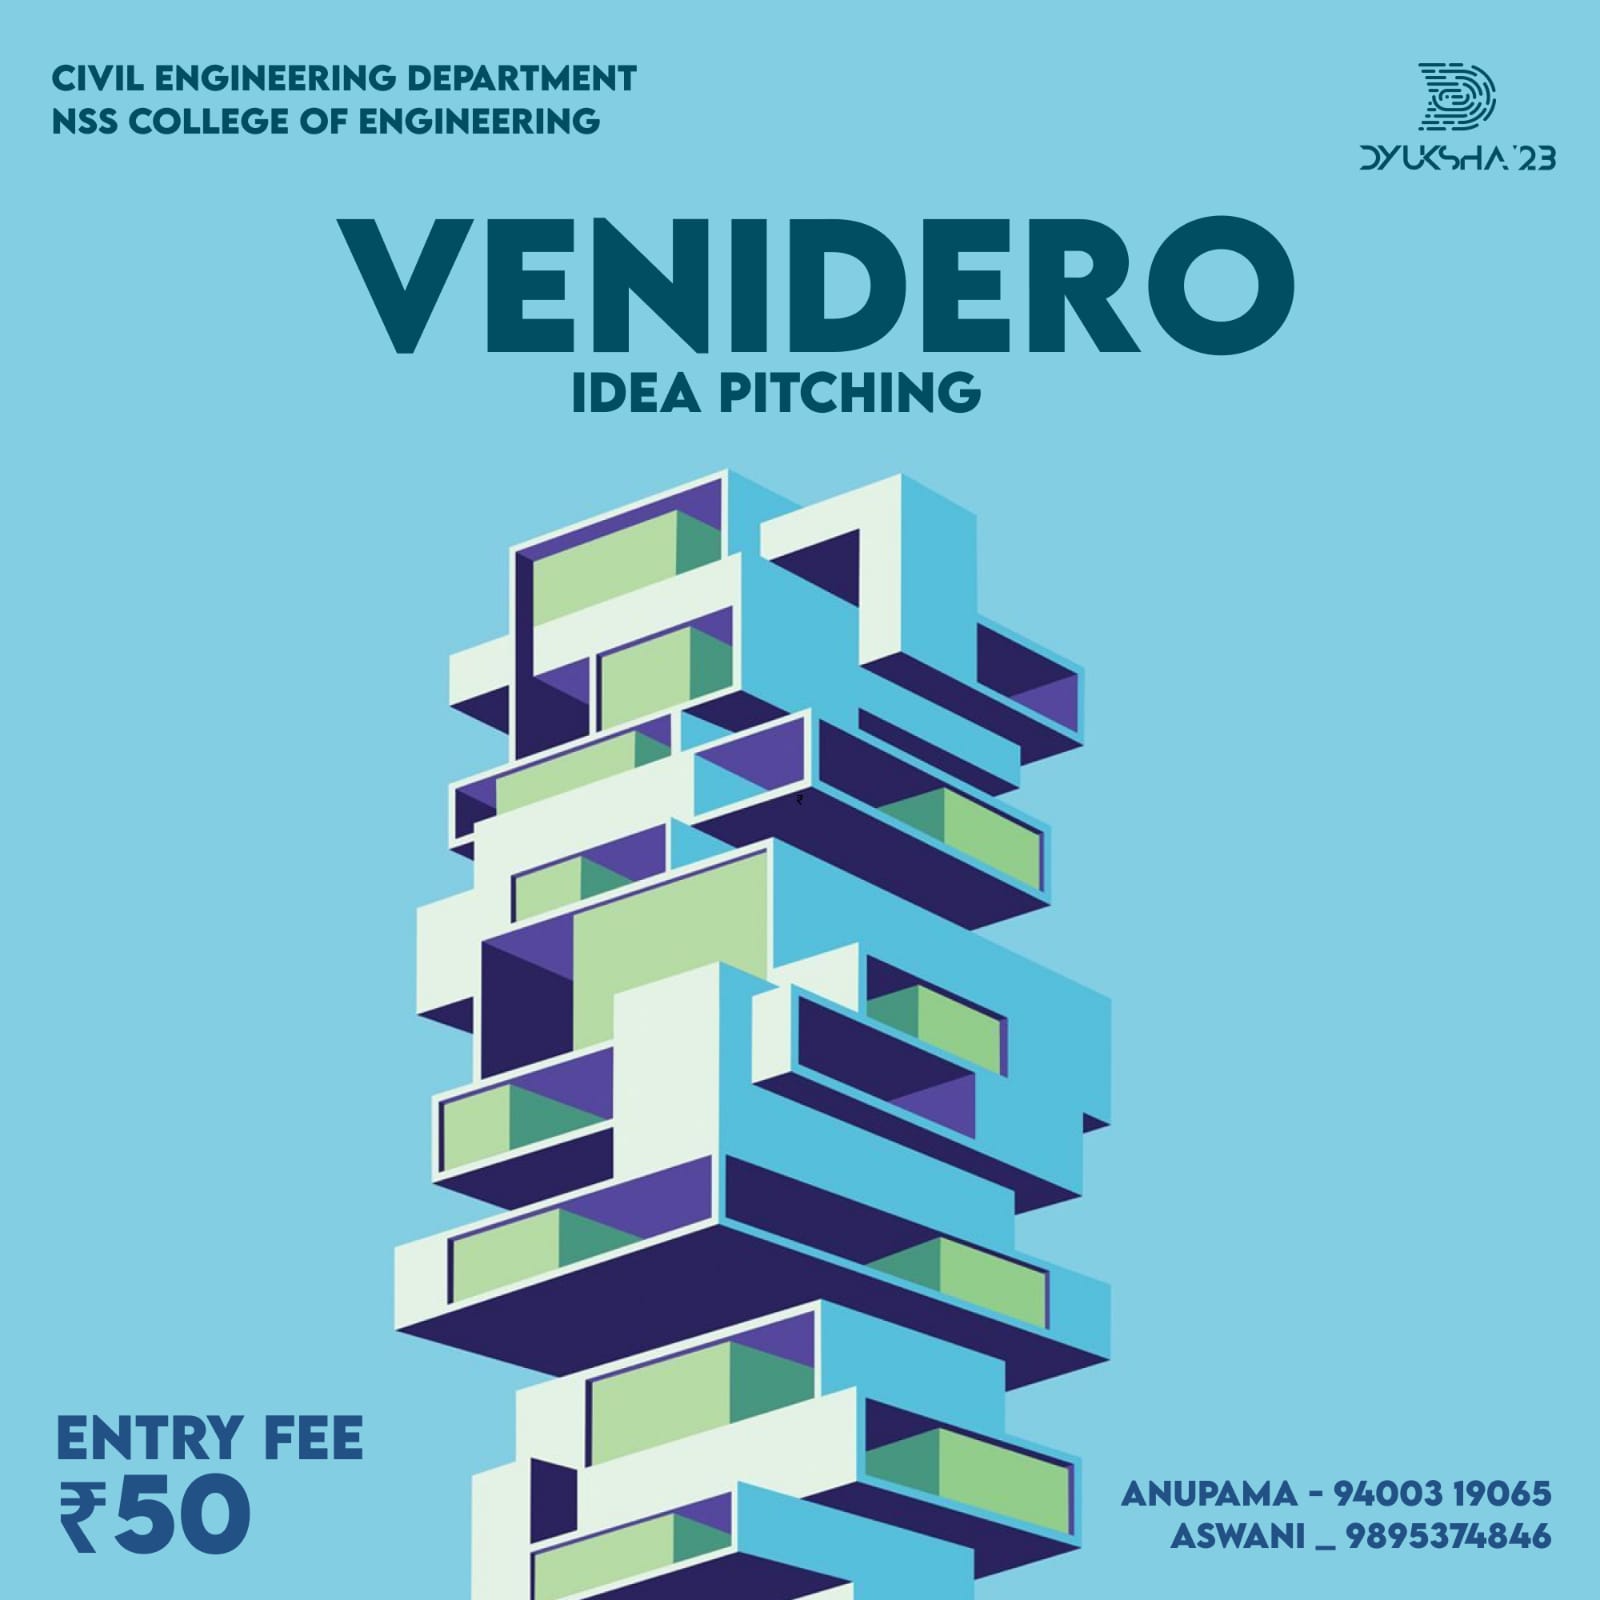 CIVIL ENGINEERING DEPARTMENT
NSS COLLEGE OF ENGINEERING
DYUKSHA '23
VENIDERO
IDEA PITCHING
₹
ENTRY FEE
₹50
ANUPAMA - 94003 19065
ASWANI _ 9895374846